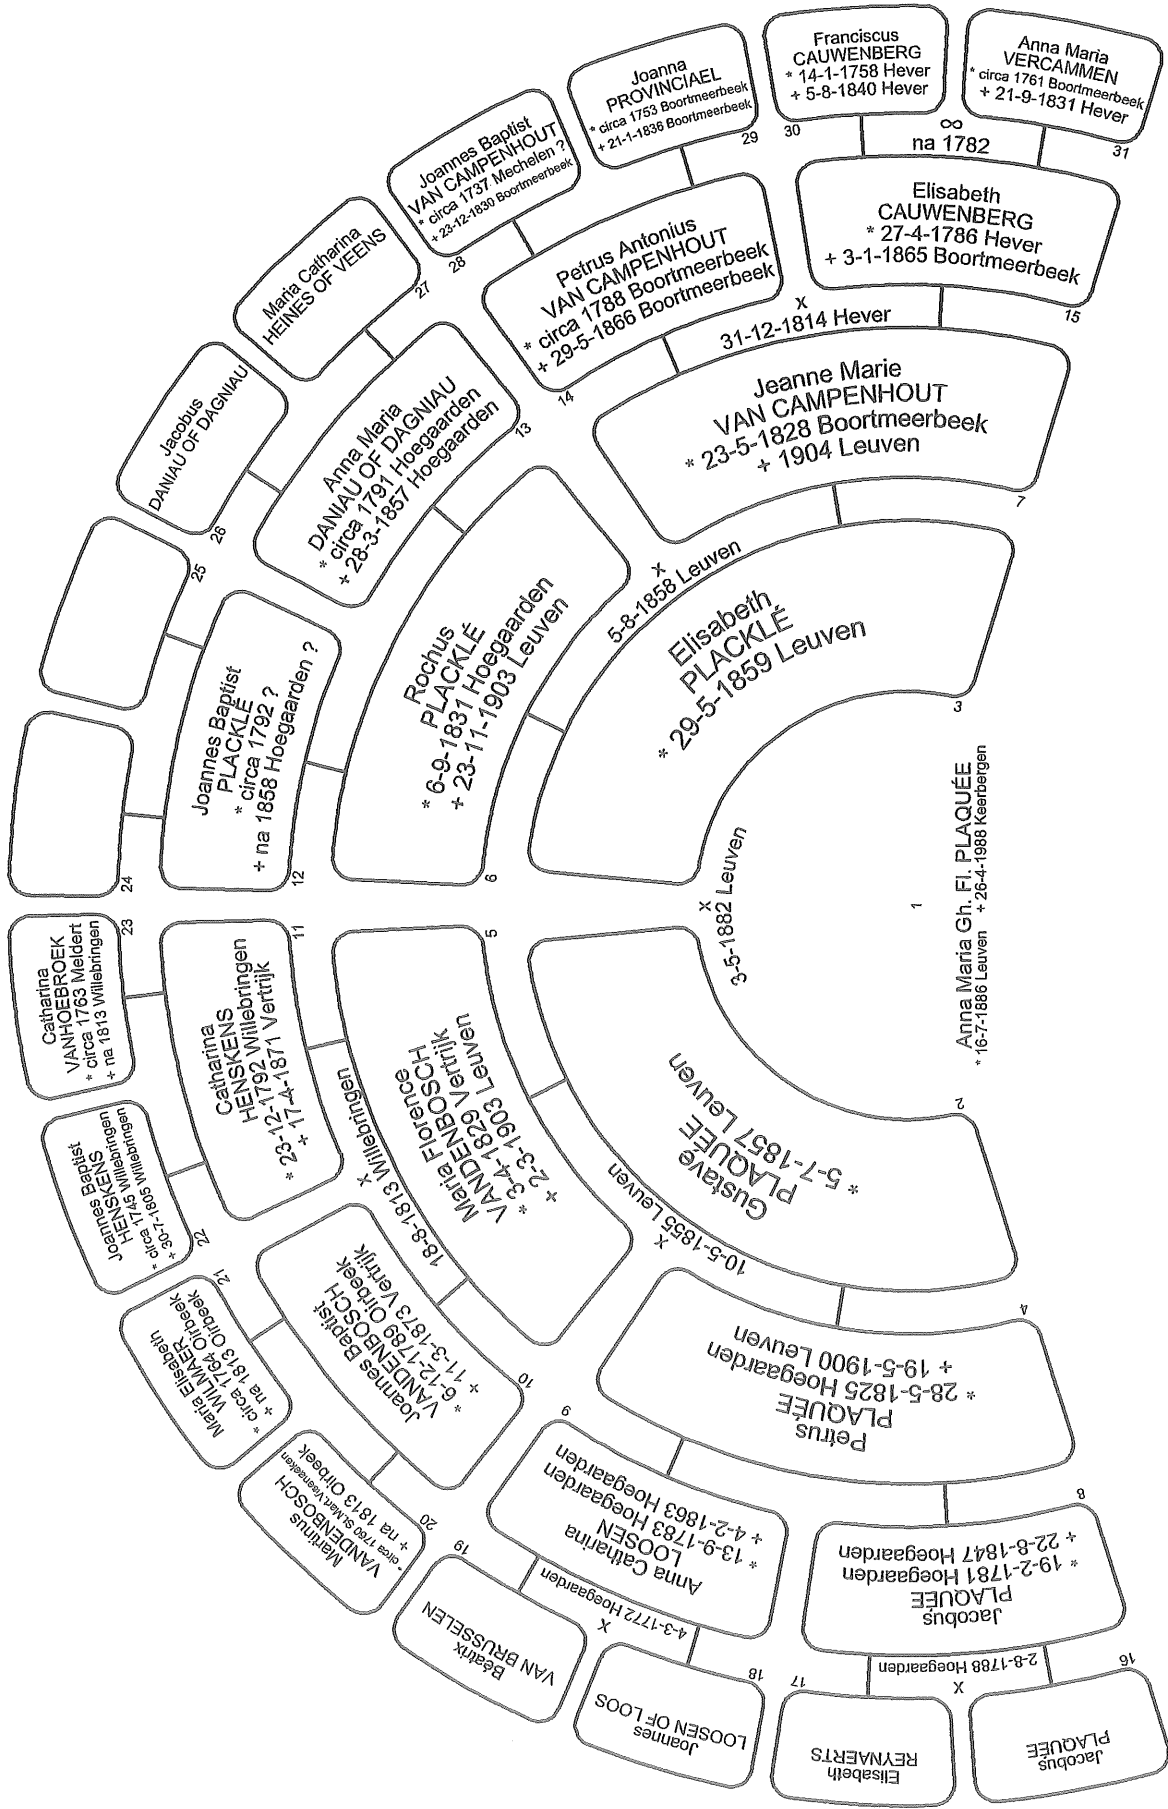 Anna Maria Gh. Fl. PLAQUÉE
* 16-7-1886 Leuven + 26-4-1988 Keerbergen
1
x
3-5-1882 Leuven
Gustave
PLAQUÉE
* 5-7-1857 Leuven
2
Elisabeth
PLACKLÉ
* 29-5-1859 Leuven
3
x
10-5-1855 Leuven
x
5-8-1858 Leuven
Petrus
PLAQUÉE
* 28-5-1825 Hoegaarden
+ 19-5-1900 Leuven
4
Maria Florence
VANDENBOSCH
* 3-4-1829 Vertrijk
+ 2-3-1903 Leuven
5
Rochus
PLACKLÉ
* 6-9-1831 Hoegaarden
+ 23-11-1903 Leuven
6
Jeanne Marie
VAN CAMPENHOUT
* 23-5-1828 Boortmeerbeek
+ 1904 Leuven
7
x
18-8-1813 Willebringen
x
31-12-1814 Hever
Jacobus
PLAQUÉE
* 19-2-1781 Hoegaarden
+ 22-8-1847 Hoegaarden
8
Anna Catharina
LOOSEN
* 13-9-1783 Hoegaarden
+ 4-2-1863 Hoegaarden
9
Joannes Baptist
VANDENBOSCH
* 6-12-1789 Oirbeek
+ 11-3-1873 Vertrijk
10
Catharina
HENSKENS
* 23-12-1792 Willebringen
+ 17-4-1871 Vertrijk
11
Joannes Baptist
PLACKLÉ
* circa 1792 ?
+ na 1858 Hoegaarden ?
12
Anna Maria
DANIAU OF DAGNIAU
* circa 1791 Hoegaarden
+ 28-3-1857 Hoegaarden
13
Petrus Antonius
VAN CAMPENHOUT
* circa 1788 Boortmeerbeek
+ 29-5-1866 Boortmeerbeek
14
Elisabeth
CAUWENBERG
* 27-4-1786 Hever
+ 3-1-1865 Boortmeerbeek
15
x
2-8-1788 Hoegaarden
x
4-3-1772 Hoegaarden
∞
na 1782
Jacobus
PLAQUÉE
16
Elisabeth
REYNAERTS
17
Joannes
LOOSEN OF LOOS
18
Béatrix
VAN BRUSSELEN
19
Martinus
VANDENBOSCH
* circa 1760 St.Mart.Vissenaeken
+ na 1813 Oirbeek
20
Maria Elisabeth
WILMAER
* circa 1764 Oirbeek
+ na 1813 Oirbeek
21
Joannes Baptist
HENSKENS
* circa 1745 Willebringen
+ 30-7-1805 Willebringen
22
Catharina
VANHOEBROEK
* circa 1763 Meldert
+ na 1813 Willebringen
23
24
25
Jacobus
DANIAU OF DAGNIAU
26
Maria Catharina
HEINES OF VEENS
27
Joannes Baptist
VAN CAMPENHOUT
* circa 1737 Mechelen ?
+ 23-12-1830 Boortmeerbeek
28
Joanna
PROVINCIAEL
* circa 1753 Boortmeerbeek
+ 21-1-1836 Boortmeerbeek
29
Franciscus
CAUWENBERG
* 14-1-1758 Hever
+ 5-8-1840 Hever
30
Anna Maria
VERCAMMEN
* circa 1761 Boortmeerbeek
+ 21-9-1831 Hever
31